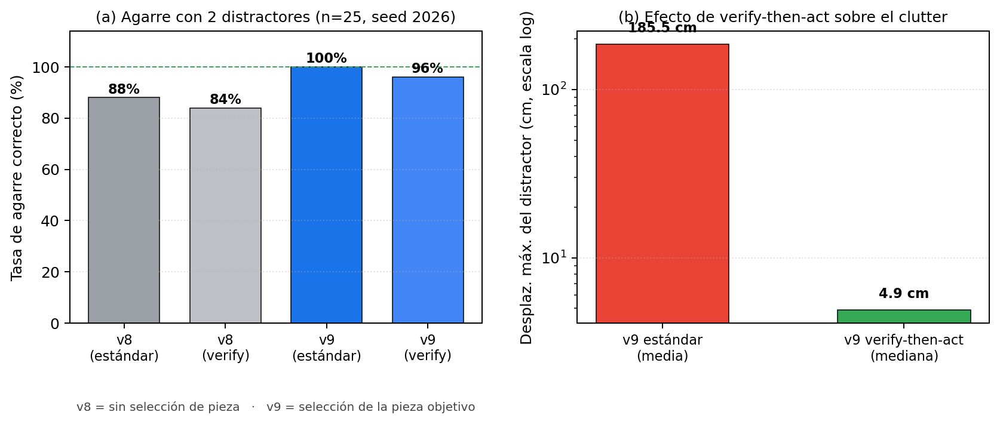 (a) Agarre con 2 distractores (n=25, seed 2026)
Tasa de agarre correcto (%)
100
80
60
40
20
0
88%
84%
100%
96%
v8
(estándar)
v8
(verify)
v9
(estándar)
v9
(verify)
v8 = sin selección de pieza · v9 = selección de la pieza objetivo
(b) Efecto de verify-then-act sobre el clutter
Desplaz. máx. del distractor (cm, escala log)
10²
10¹
185.5 cm
4.9 cm
v9 estándar
(media)
v9 verify-then-act
(mediana)